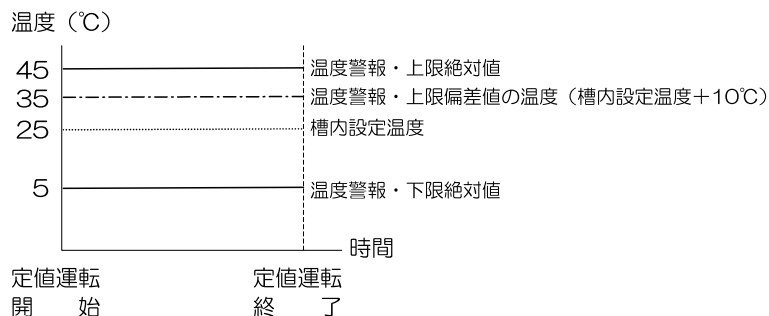 温度（℃）
45 温度警報・上限絶対値
35 温度警報・上限偏差値の温度（槽内設定温度＋10℃）
25 槽内設定温度
5 温度警報・下限絶対値
時間
定値運転 定値運転
開　始 終　了